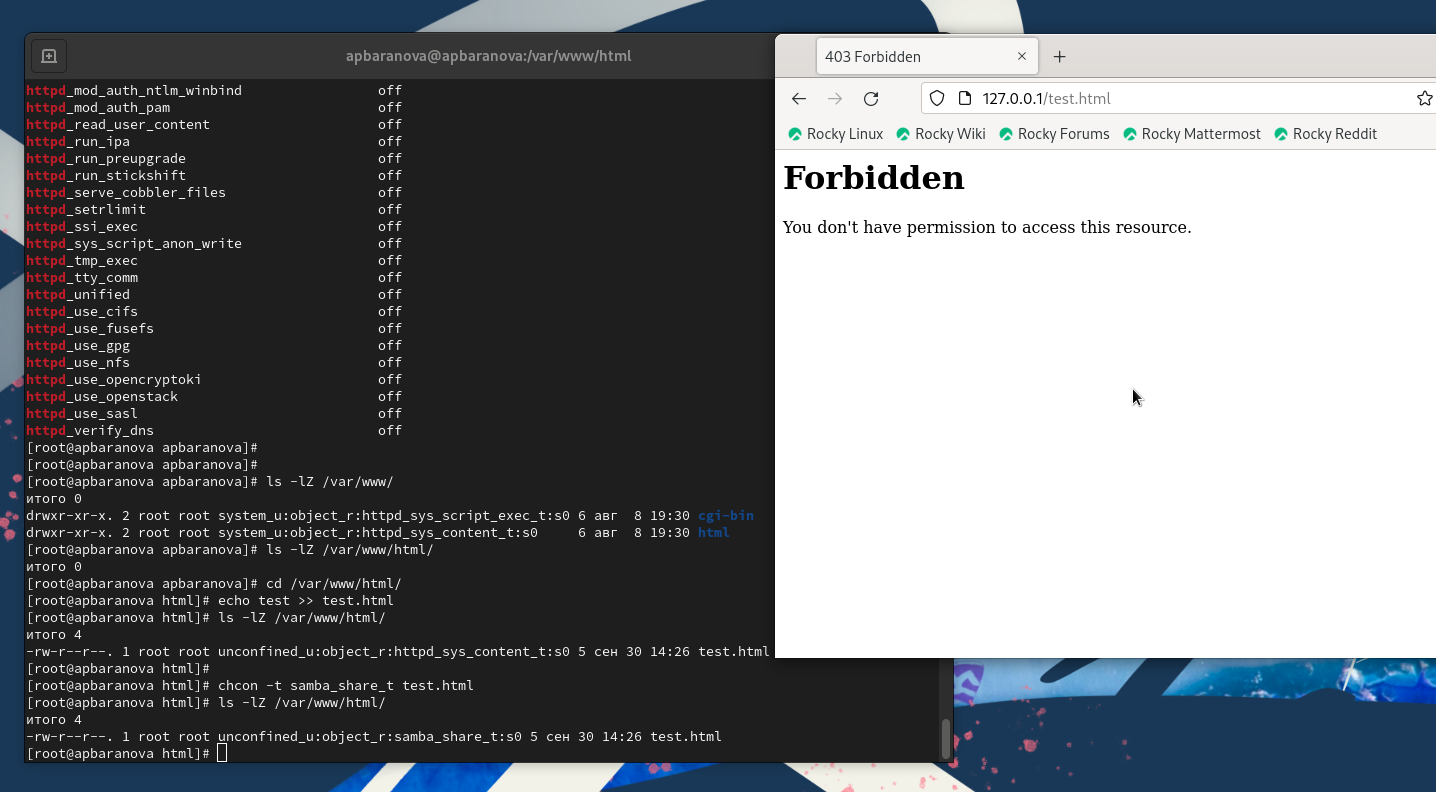 apbaranova@apbaranova:/var/www/html
httpd_mod_auth_ntlm_winbind off
httpd_mod_auth_pam off
httpd_read_user_content off
httpd_run_ipa off
httpd_run_preupgrade off
httpd_run_stickshift off
httpd_serve_cobbler_files off
httpd_setrlimit off
httpd_ssi_exec off
httpd_sys_script_anon_write off
httpd_tmp_exec off
httpd_tty_comm off
httpd_unified off
httpd_use_cifs off
httpd_use_fusefs off
httpd_use_gpg off
httpd_use_nfs off
httpd_use_opencryptoki off
httpd_use_openstack off
httpd_use_sasl off
httpd_verify_dns off
[root@apbaranova apbaranova]#
[root@apbaranova apbaranova]#
[root@apbaranova apbaranova]# ls -lZ /var/www/
итого 0
drwxr-xr-x. 2 root root system_u:object_r:httpd_sys_script_exec_t:s0 6 авг  8 19:30 cgi-bin
drwxr-xr-x. 2 root root system_u:object_r:httpd_sys_content_t:s0     6 авг  8 19:30 html
[root@apbaranova apbaranova]# ls -lZ /var/www/html/
итого 0
[root@apbaranova apbaranova]# cd /var/www/html/
[root@apbaranova html]# echo test >> test.html
[root@apbaranova html]# ls -lZ /var/www/html/
итого 4
-rw-r--r--. 1 root root unconfined_u:object_r:httpd_sys_content_t:s0 5 сен 30 14:26 test.html
[root@apbaranova html]#
[root@apbaranova html]# chcon -t samba_share_t test.html
[root@apbaranova html]# ls -lZ /var/www/html/
итого 4
-rw-r--r--. 1 root root unconfined_u:object_r:samba_share_t:s0 5 сен 30 14:26 test.html
[root@apbaranova html]#
403 Forbidden
127.0.0.1/test.html
Rocky Linux Rocky Wiki Rocky Forums Rocky Mattermost Rocky Reddit
Forbidden
You don't have permission to access this resource.